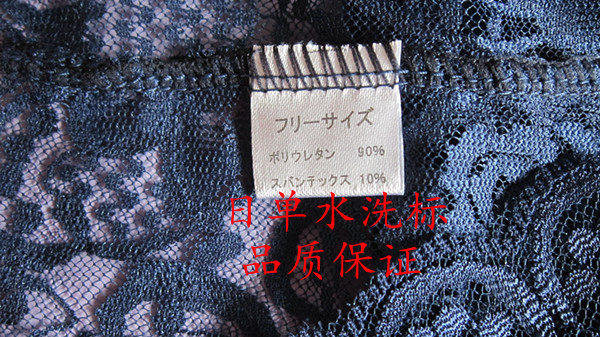 フリーサイズ
ポリウレタン 90%
スパンテックス 10%
日单水洗标
品质保证